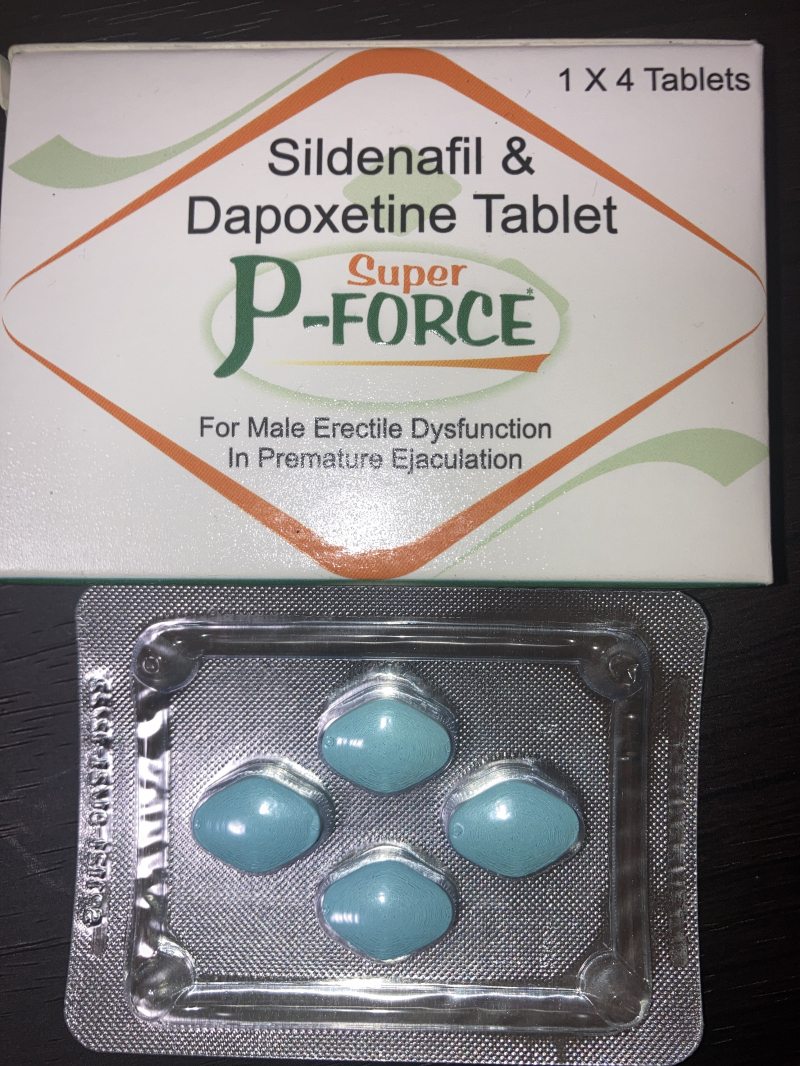 1 X 4 Tablets
Sildenafil &
Dapoxetine Tablet
Super
P-FORCE*
For Male Erectile Dysfunction
In Premature Ejaculation